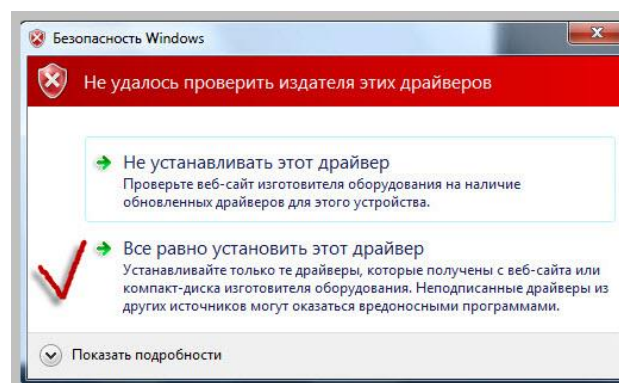 Безопасность Windows
Не удалось проверить издателя этих драйверов
Не устанавливать этот драйвер
Проверьте веб-сайт изготовителя оборудования на наличие
обновленных драйверов для этого устройства.
Все равно установить этот драйвер
Устанавливайте только те драйверы, которые получены с веб-сайта или
компакт-диска изготовителя оборудования. Неподписанные драйверы из
других источников могут оказаться вредоносными программами.
Показать подробности